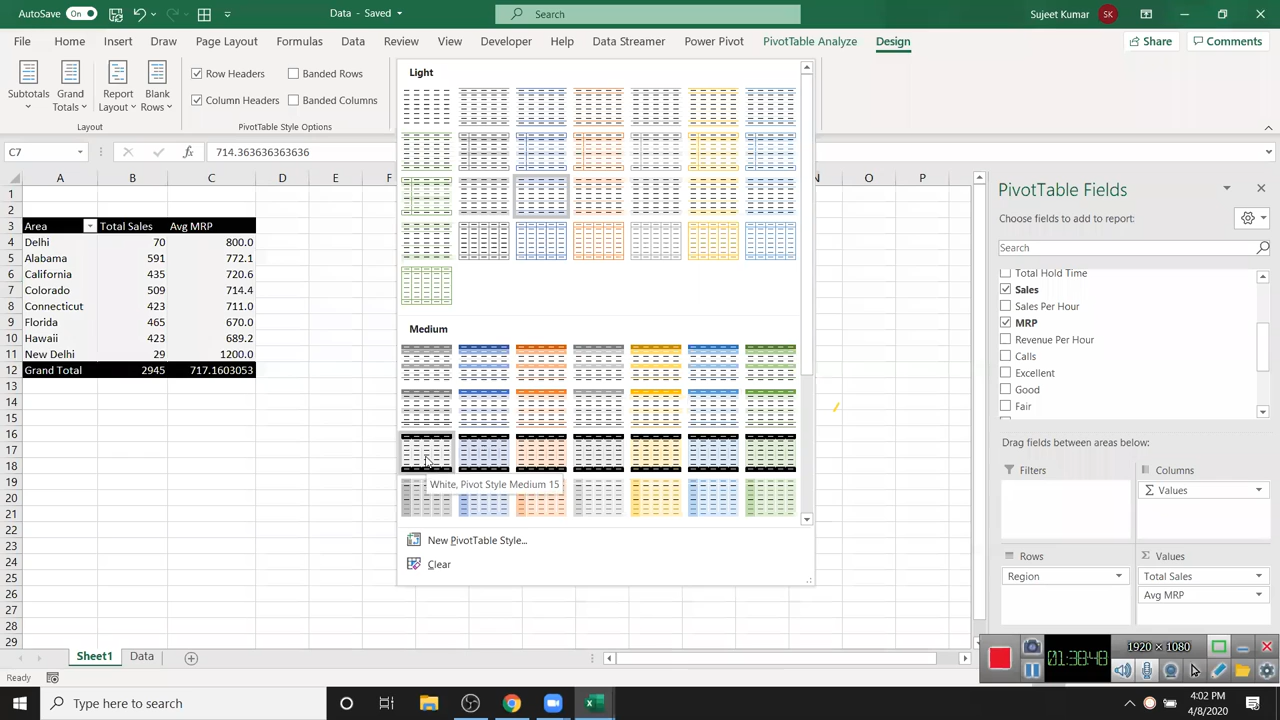 AutoSave On Data - Saved Search Sujeet Kumar SK
File Home Insert Draw Page Layout Formulas Data Review View Developer Help Data Streamer Power Pivot PivotTable Analyze Design Share Comments
Subtotals Grand Totals Report Layout Blank Rows
Row Headers Banded Rows
Column Headers Banded Columns
Layout PivotTable Style Options
C7 fx 714.363636363636
A B C D E F N O P
1
2
3 Area Total Sales Avg MRP
4 Delhi 70 800.0
5 Alabama 591 772.1
6 California 435 720.6
7 Colorado 509 714.4
8 Connecticut 423 711.0
9 Florida 465 670.0
10 Hawaii 423 689.2
11 New Delhi 29 1200.0
12 Grand Total 2945 717.1603053
13
14
15
16
17
18
19
20
21
22
23
24
25
26
27
28
29
Light
Medium
White, Pivot Style Medium 15
New PivotTable Style...
Clear
PivotTable Fields
Choose fields to add to report:
Search
Total Hold Time
Sales
Sales Per Hour
MRP
Revenue Per Hour
Calls
Excellent
Good
Fair
Drag fields between areas below:
Filters Columns
Σ Values
Rows Σ Values
Region Total Sales
Avg MRP
Sheet1 Data
Ready
01:38:48 1920 × 1080
Type here to search
4:02 PM
4/8/2020